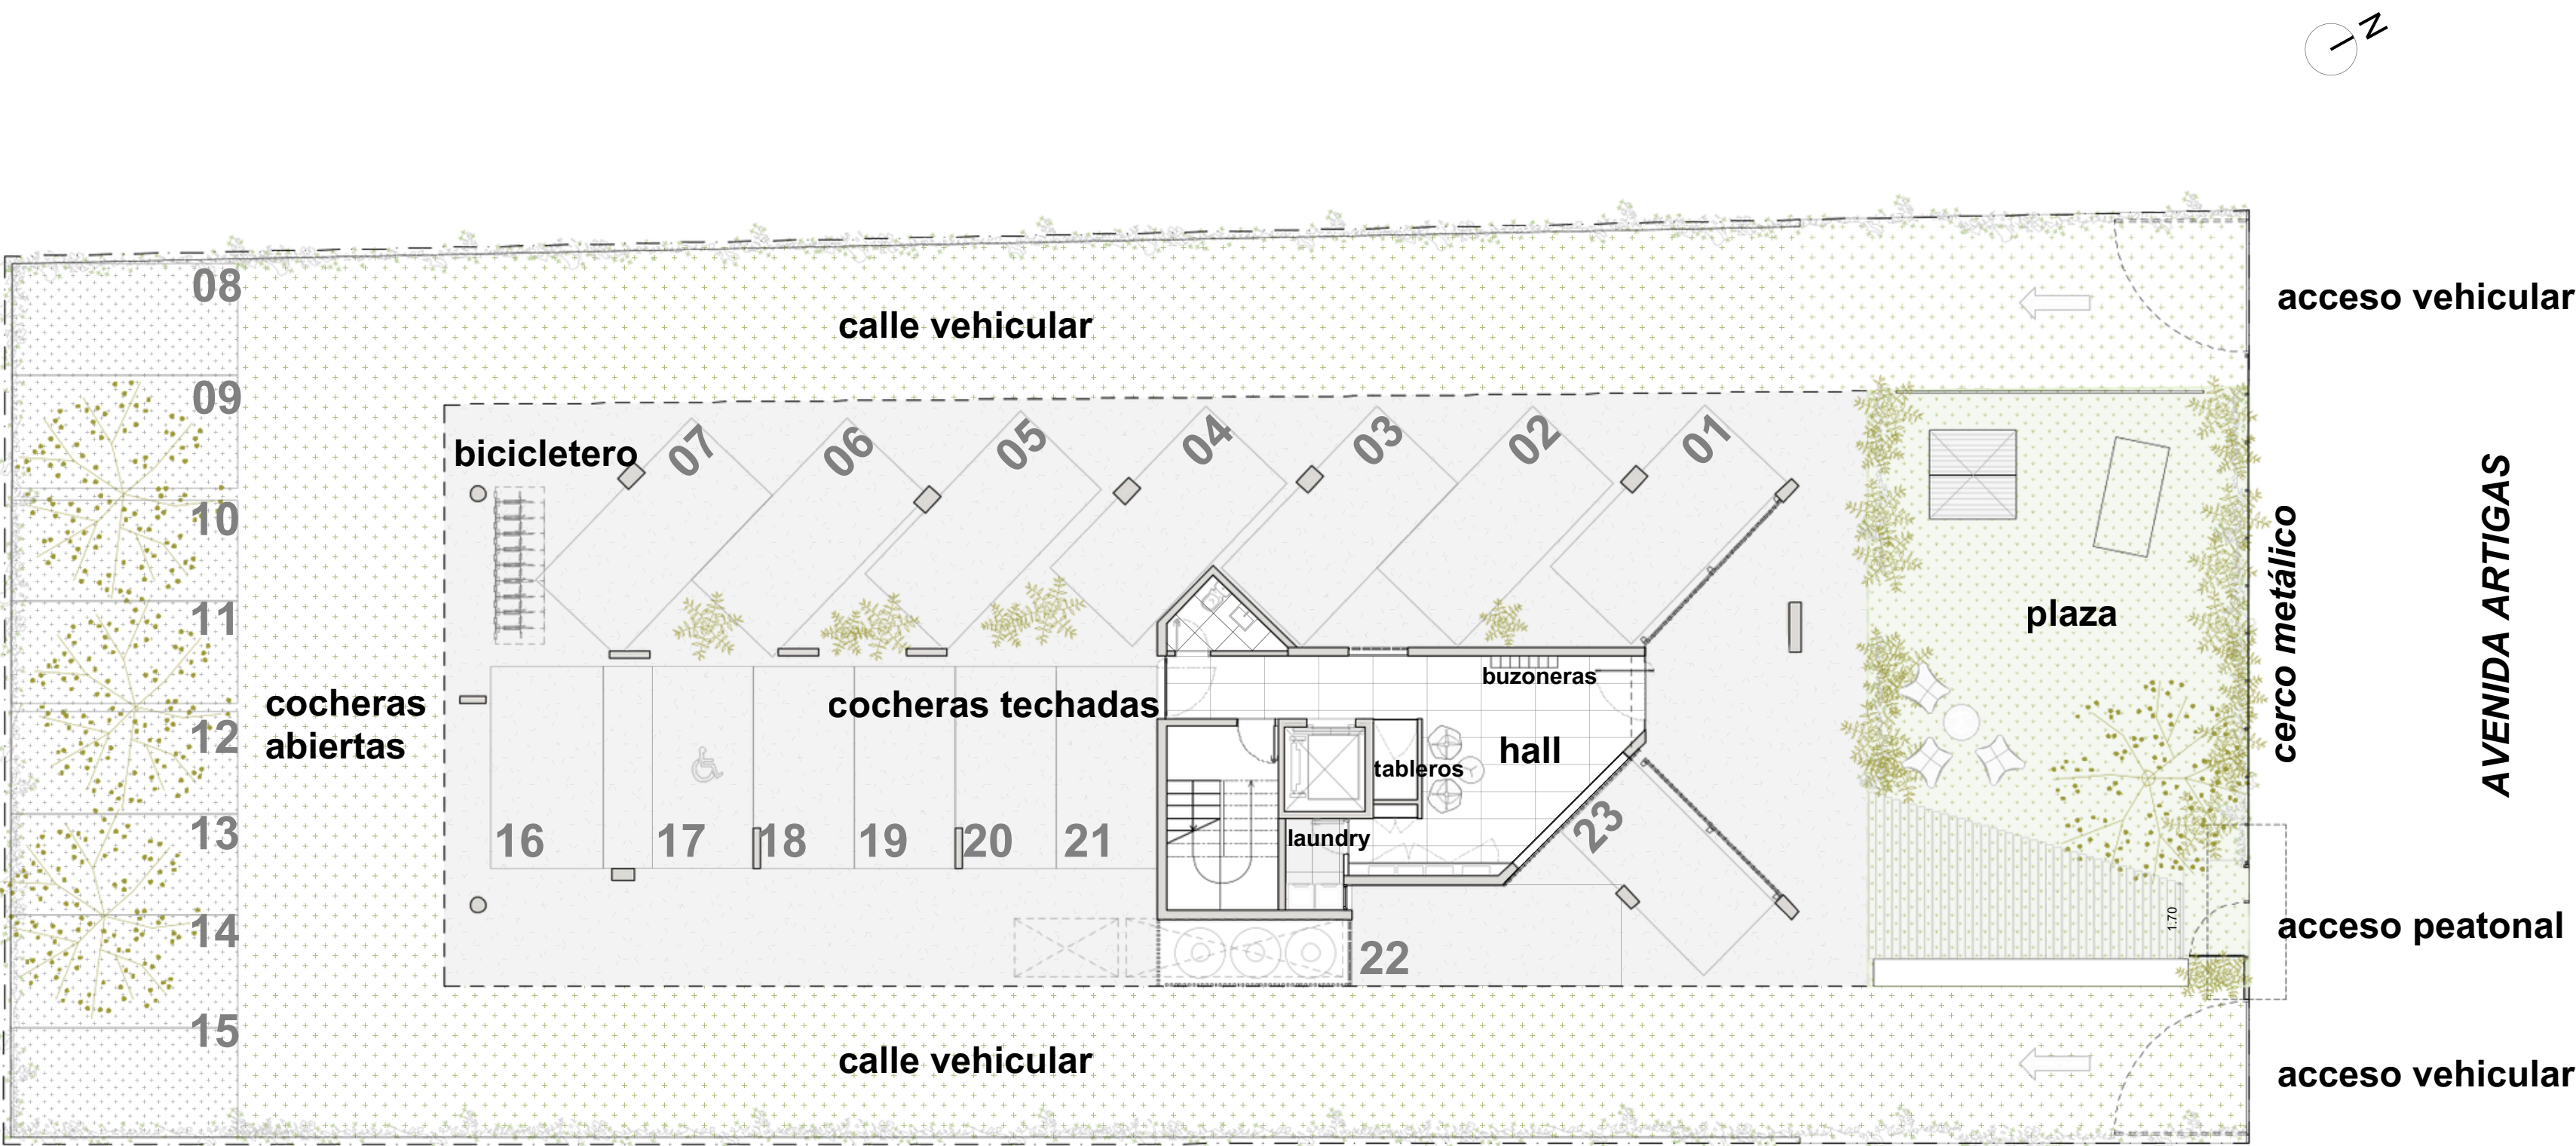 N
08
calle vehicular
acceso vehicular
09
bicicletero
07
06
05
04
03
02
01
10
11
plaza
cerco metálico
AVENIDA ARTIGAS
buzoneras
cocheras
abiertas
cocheras techadas
12
hall
tableros
13
16
17
18
19
20
21
laundry
23
14
22
1.70
acceso peatonal
15
calle vehicular
acceso vehicular